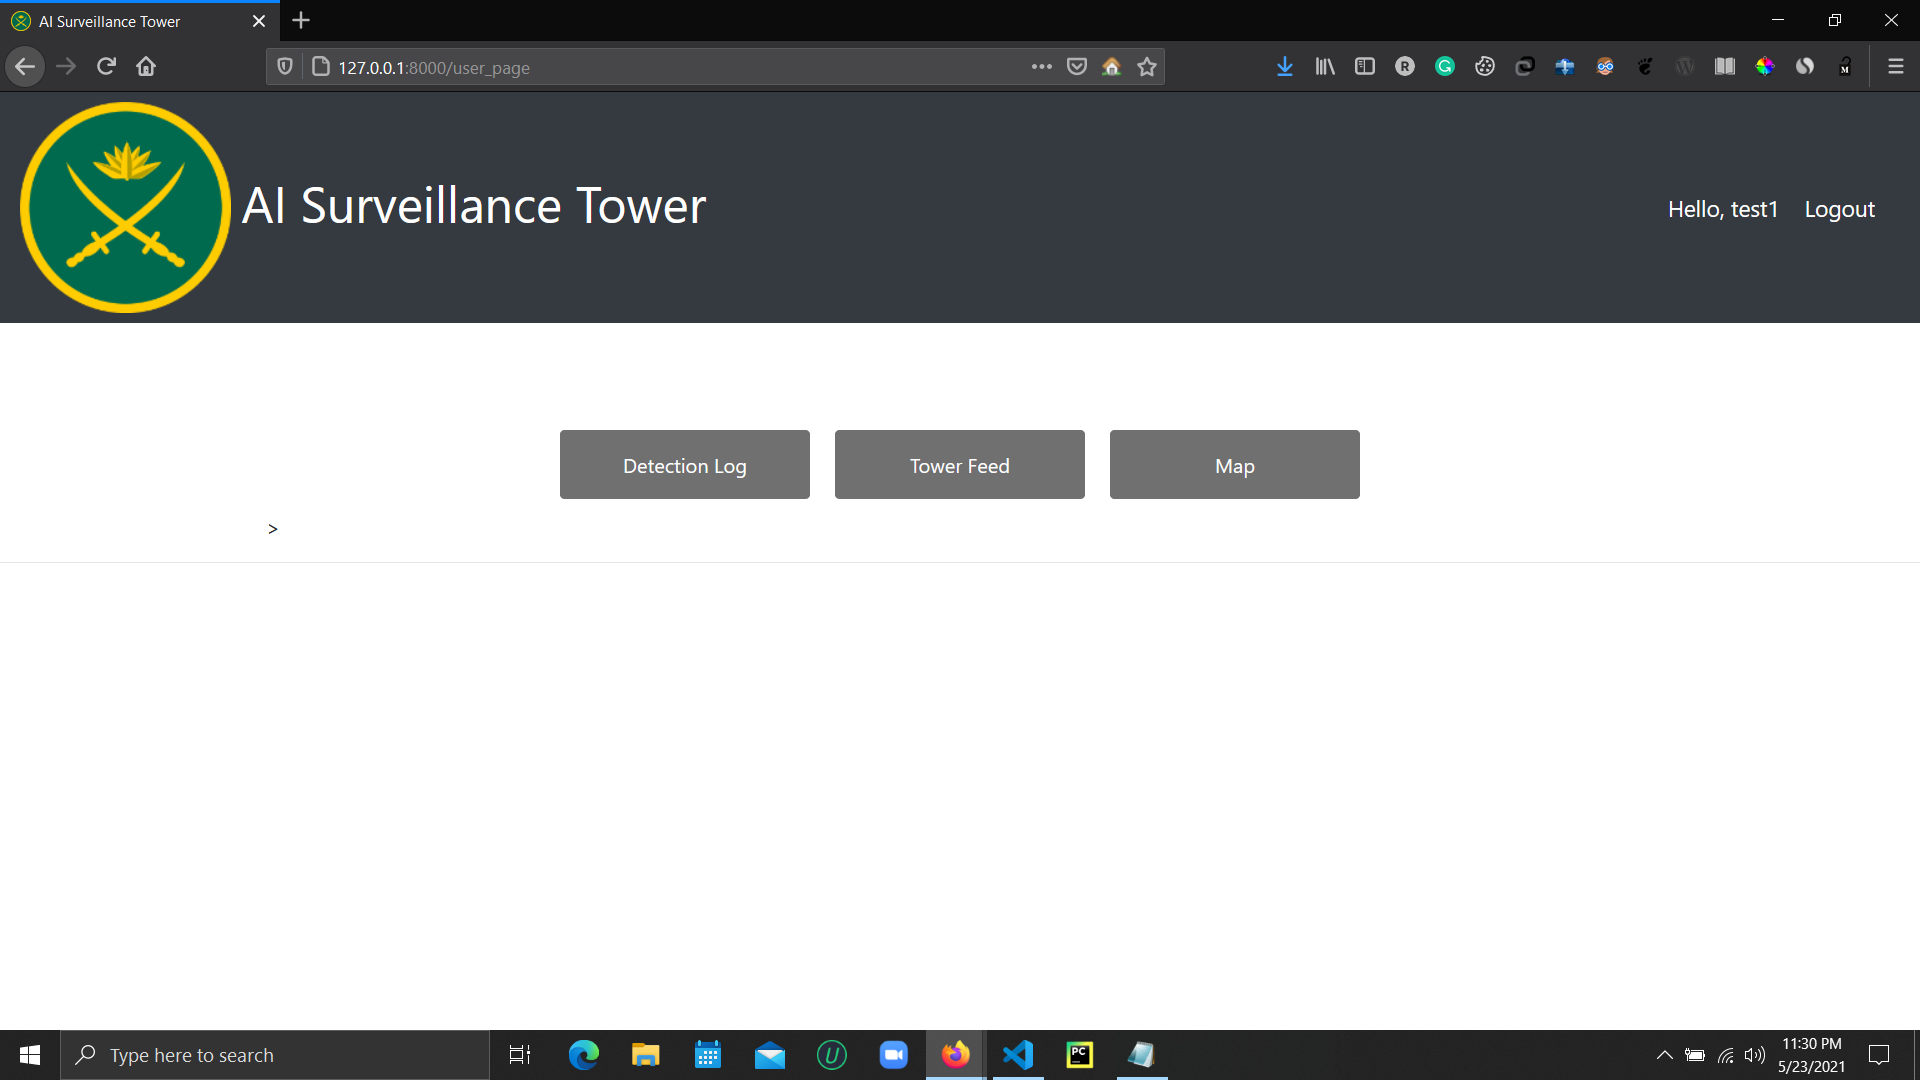 AI Surveillance Tower
127.0.0.1:8000/user_page
R
G
M
AI Surveillance Tower
Hello, test1
Logout
Detection Log
Tower Feed
Map
>
Type here to search
U
PC
11:30 PM
5/23/2021